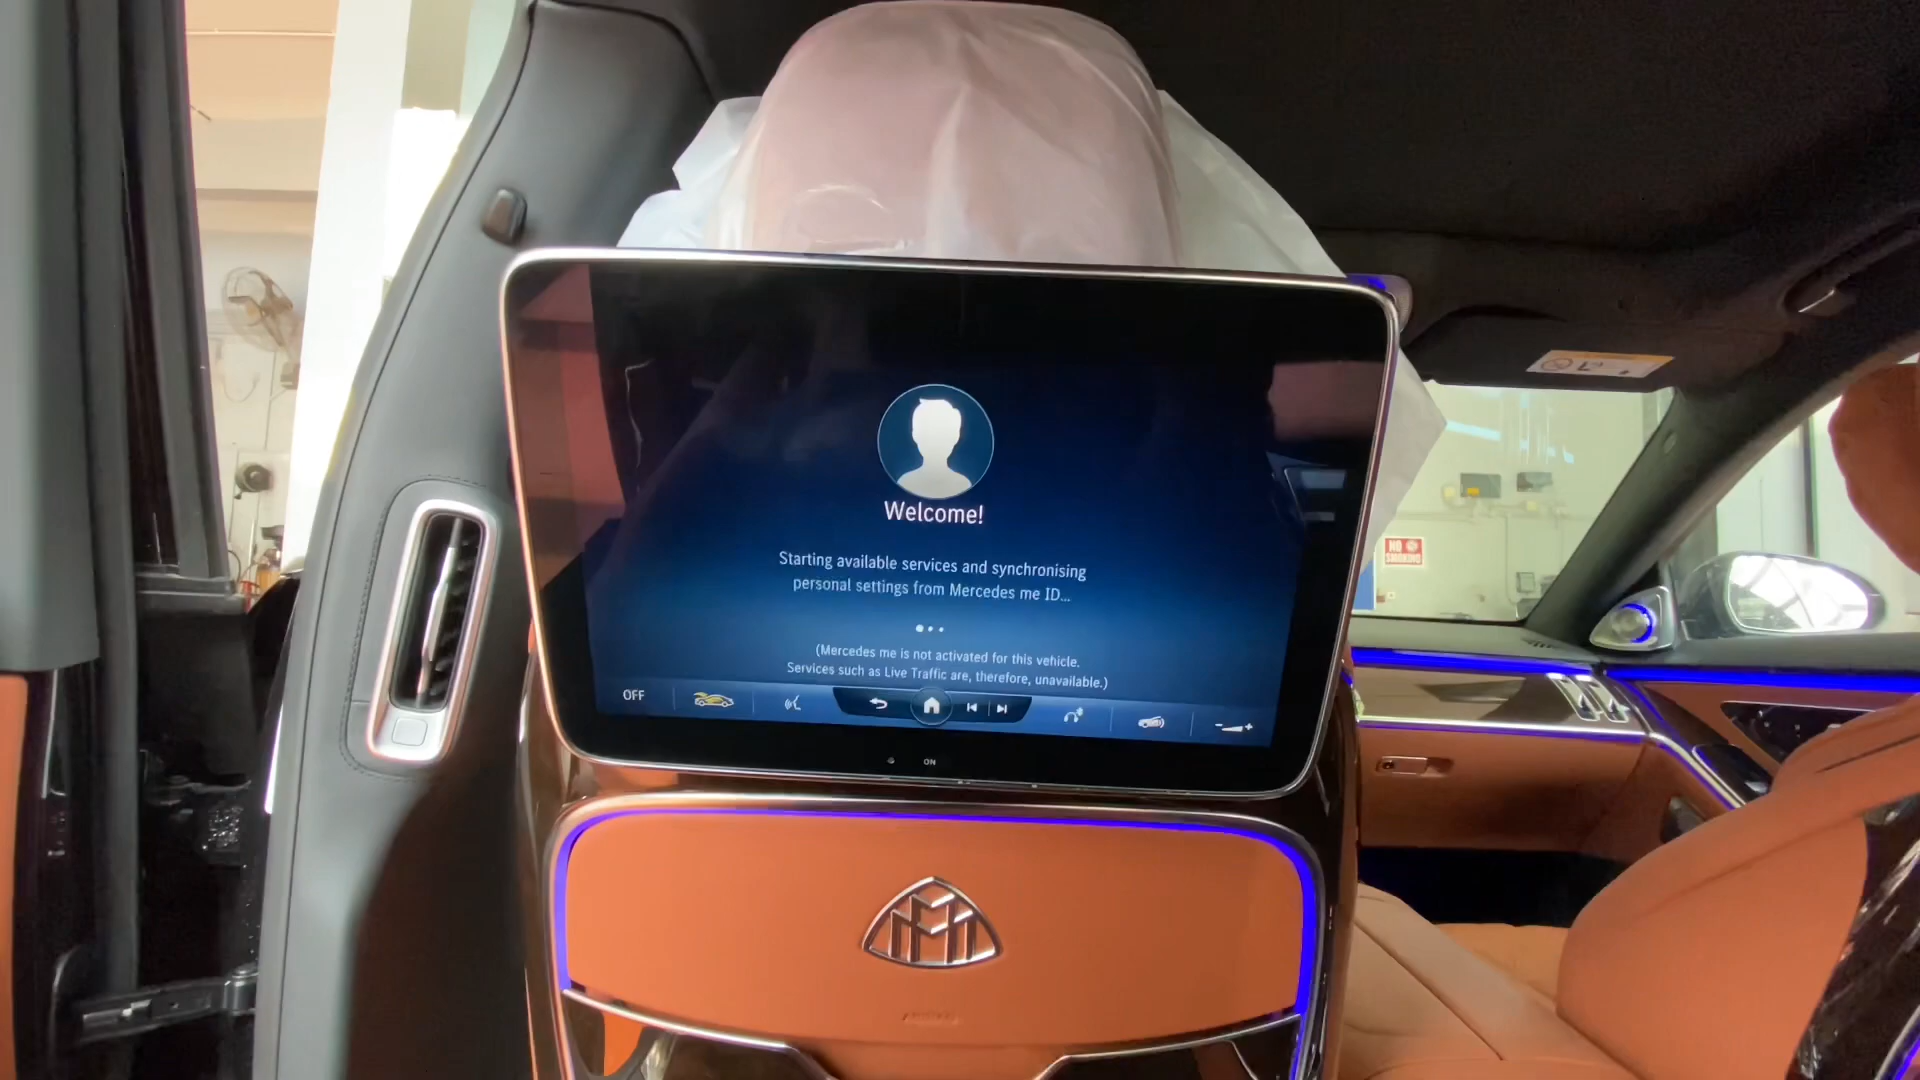 Welcome!
Starting available services and synchronising
personal settings from Mercedes me ID...
(Mercedes me is not activated for this vehicle.
Services such as Live Traffic are, therefore, unavailable.)
OFF
ON
NO
SMOKING